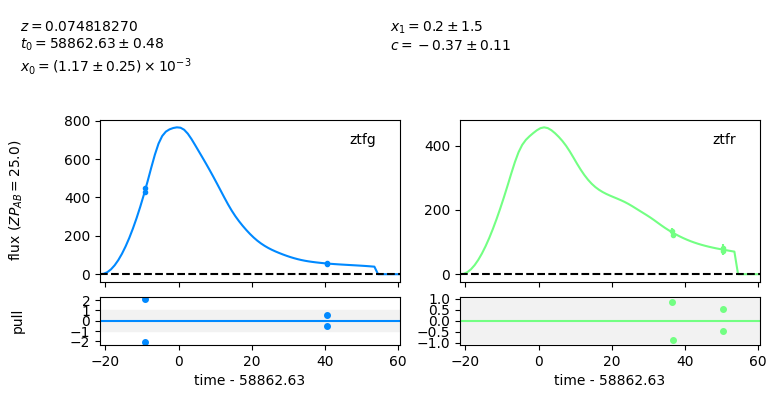 z = 0.074818270
t₀ = 58862.63 ± 0.48
x₀ = (1.17 ± 0.25) × 10⁻³
x₁ = 0.2 ± 1.5
c = −0.37 ± 0.11
flux (ZP_AB = 25.0)
800
600
400
200
0
ztfg
400
200
0
ztfr
pull
2
1
0
−1
−2
−20 0 20 40 60
time - 58862.63
1.0
0.5
0.0
−0.5
−1.0
−20 0 20 40 60
time - 58862.63